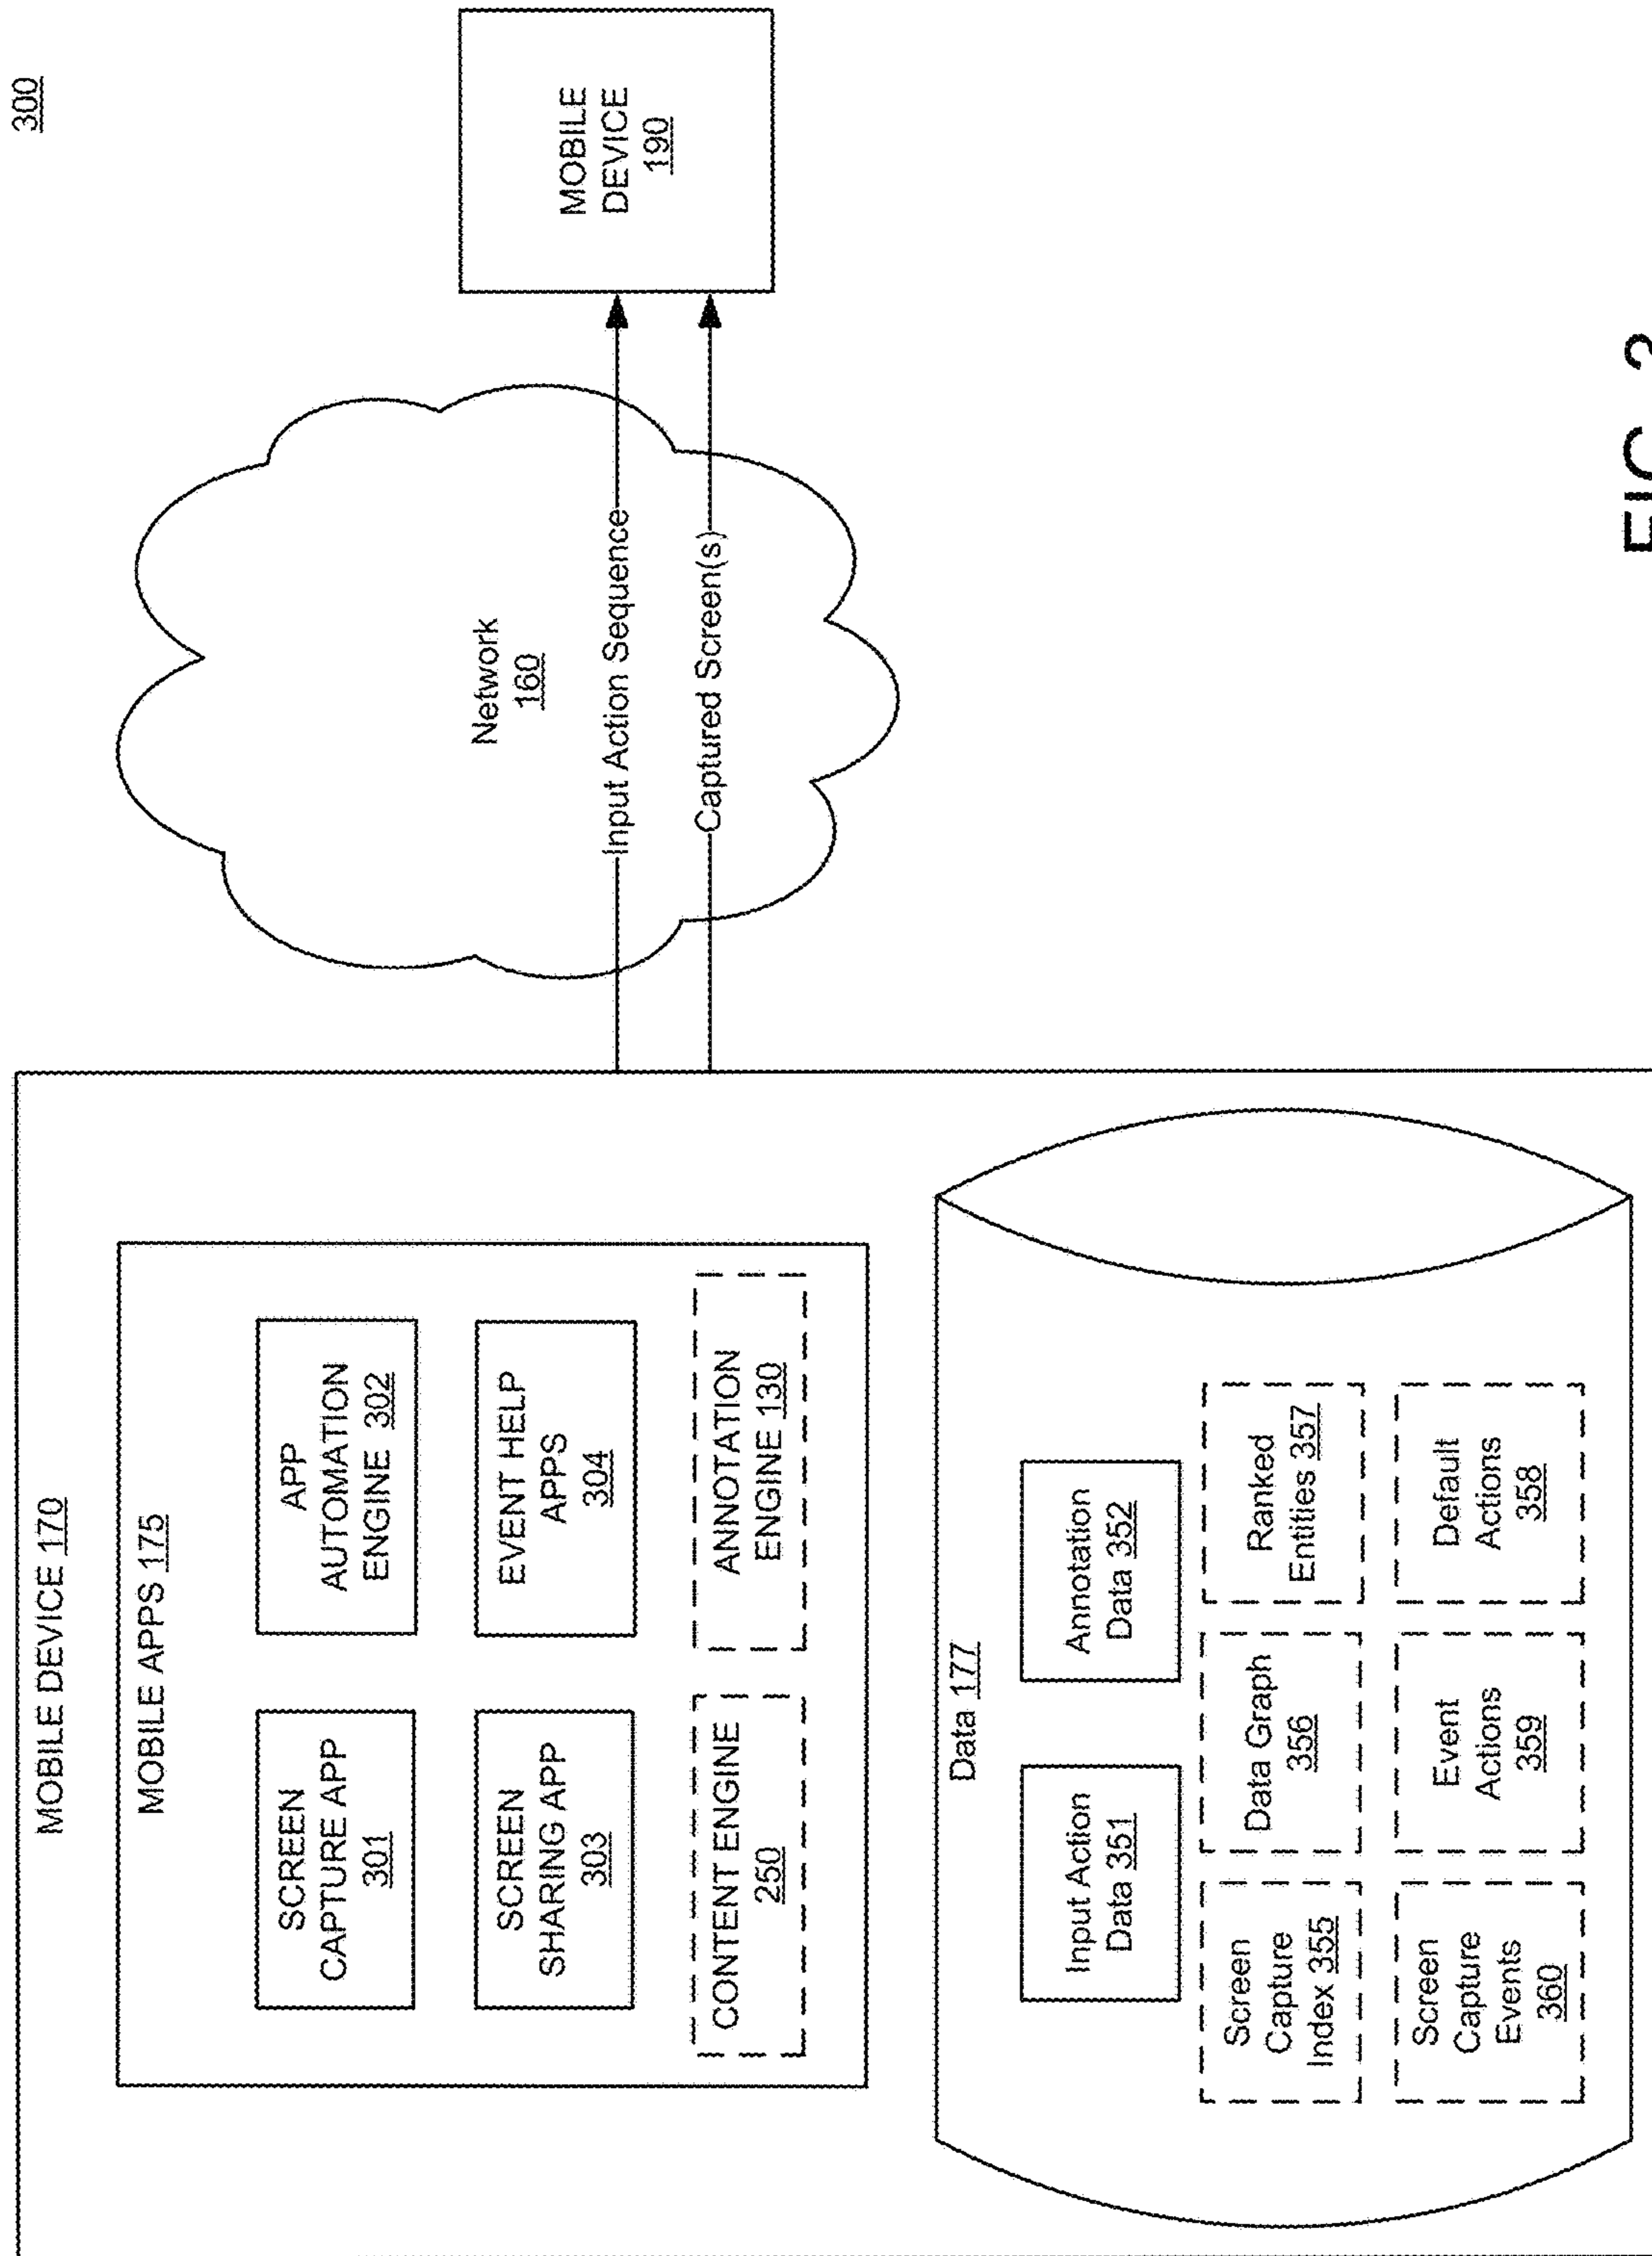 300
MOBILE DEVICE 170
MOBILE APPS 175
SCREEN
CAPTURE APP
301
APP
AUTOMATION
ENGINE 302
SCREEN
SHARING APP
303
EVENT HELP
APPS
304
CONTENT ENGINE
250
ANNOTATION
ENGINE 130
Data 177
Input Action
Data 351
Annotation
Data 352
Screen
Capture
Index 355
Data Graph
356
Ranked
Entities 357
Screen
Capture
Events
360
Event
Actions
359
Default
Actions
358
Network
160
Input Action Sequence
Captured Screen(s)
MOBILE
DEVICE
190